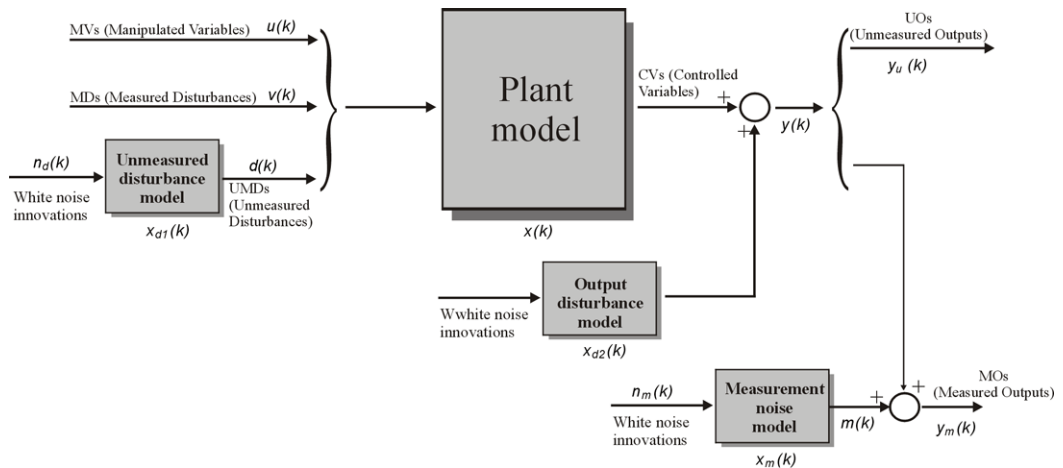 MVs (Manipulated Variables) u(k)
MDs (Measured Disturbances) v(k)
n_d(k)
White noise
innovations
Unmeasured
disturbance
model
x_d1(k)
d(k)
UMDs
(Unmeasured
Disturbances)
Plant
model
x(k)
CVs (Controlled
Variables)
+
+
y(k)
UOs
(Unmeasured Outputs)
y_u (k)
Wwhite noise
innovations
Output
disturbance
model
x_d2(k)
n_m(k)
White noise
innovations
Measurement
noise
model
x_m(k)
m(k)
+
+
MOs
(Measured Outputs)
y_m(k)